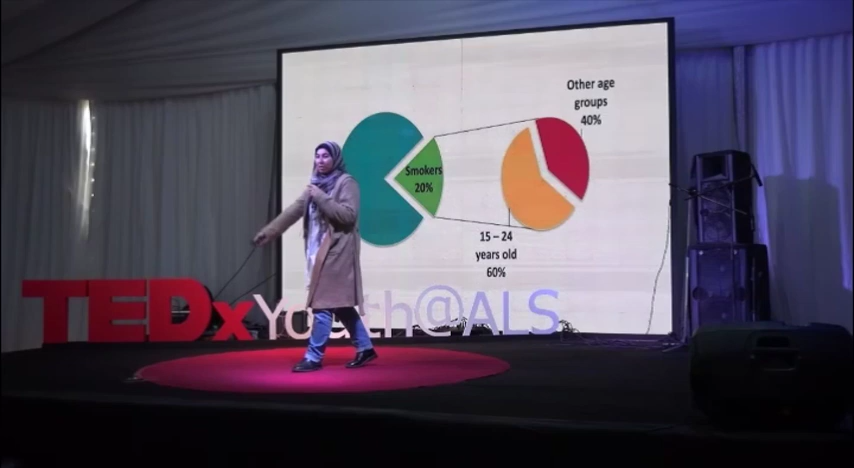 Other age
groups
40%
Smokers
20%
15 – 24
years old
60%
TEDxYouth@ALS